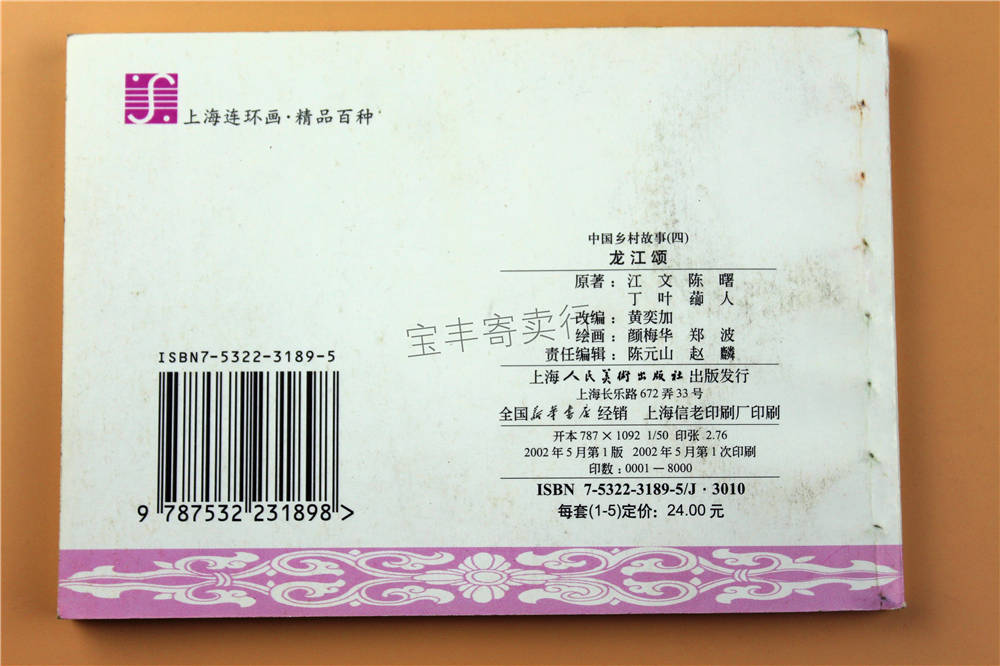 上海连环画·精品百种
中国乡村故事(四)
龙江颂
原著：江 文 陈 曙
丁 叶 蓹 人
改编：黄奕加
绘画：颜梅华 郑 波
责任编辑：陈元山 赵 麟
上海人民美術出版社出版发行
上海长乐路672弄33号
全国新华书店经销 上海信老印刷厂印刷
开本787×1092 1/50 印张2.76
2002年5月第1版 2002年5月第1次印刷
印数：0001—8000
ISBN 7-5322-3189-5/J·3010
每套(1-5)定价：24.00元
宝丰寄卖行
ISBN7-5322-3189-5
9 787532 231898>